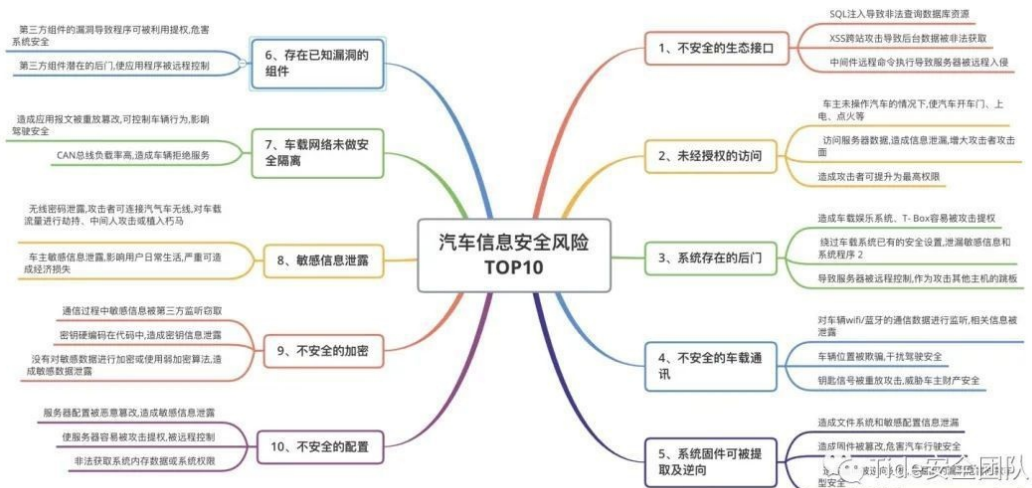 汽车信息安全风险
TOP10
1、不安全的生态接口
SQL注入导致非法查询数据库资源
XSS跨站攻击导致后台数据被非法获取
中间件远程命令执行导致服务器被远程入侵
2、未经授权的访问
车主未操作汽车的情况下,使汽车开车门、上
电、点火等
访问服务器数据,造成信息泄漏,增大攻击者攻击
面
造成攻击者可提升为最高权限
3、系统存在的后门
造成车载娱乐系统、T- Box容易被攻击提权
绕过车载系统已有的安全设置,泄漏敏感信息和
系统程序 2
导致服务器被远程控制,作为攻击其他主机的跳板
4、不安全的车载通
讯
对车辆wifi/蓝牙的通信数据进行监听,相关信息被
泄露
车辆位置被欺骗,干扰驾驶安全
钥匙信号被重放攻击,威胁车主财产安全
5、系统固件可被提
取及逆向
造成文件系统和敏感配置信息泄漏
造成固件被篡改,危害汽车行驶安全
型安全
6、存在已知漏洞的
组件
第三方组件的漏洞导致程序可被利用提权,危害
系统安全
第三方组件潜在的后门,使应用程序被远程控制
7、车载网络未做安
全隔离
造成应用报文被重放篡改,可控制车辆行为,影响
驾驶安全
CAN总线负载率高,造成车辆拒绝服务
8、敏感信息泄露
无线密码泄露,攻击者可连接汽气车无线,对车载
流量进行劫持、中间人攻击或植入朽马
车主敏感信息泄露,影响用户日常生活,严重可造
成经济损失
9、不安全的加密
通信过程中敏感信息被第三方监听窃取
密钥硬编码在代码中,造成密钥信息泄露
没有对敏感数据进行加密或使用弱加密算法,造
成敏感数据泄露
10、不安全的配置
服务器配置被恶意篡改,造成敏感信息泄露
使服务器容易被攻击提权,被远程控制
非法获取系统内存数据或系统权限
Tide安全团队